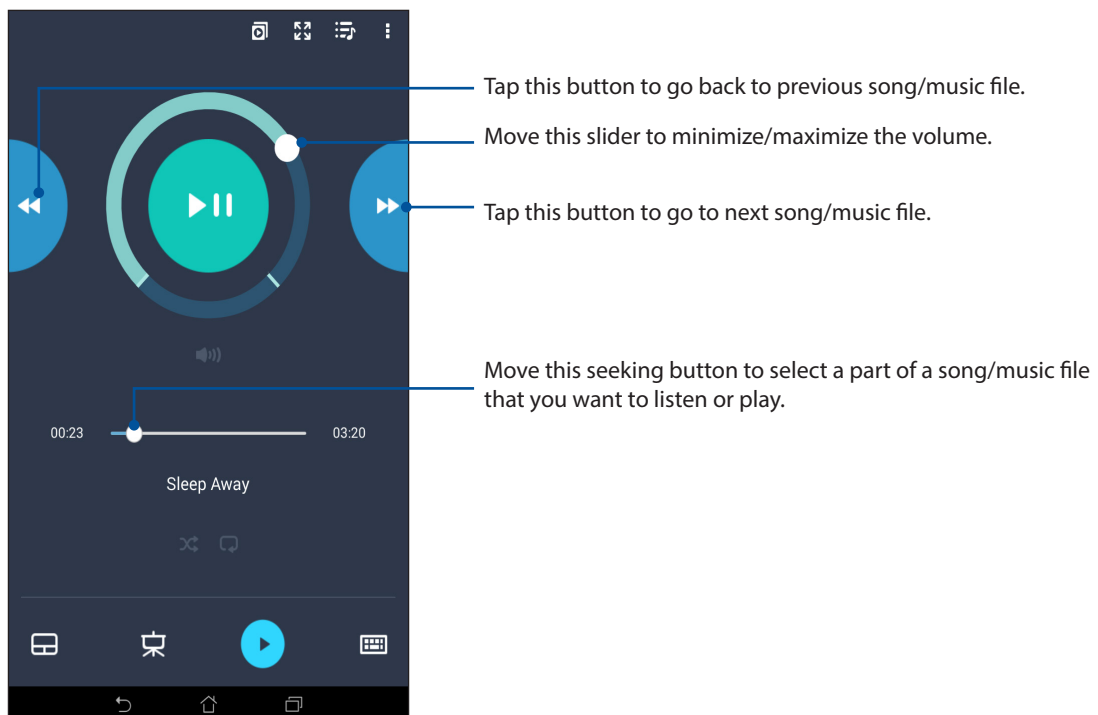 Tap this button to go back to previous song/music file.
Move this slider to minimize/maximize the volume.
Tap this button to go to next song/music file.
Move this seeking button to select a part of a song/music file
that you want to listen or play.
00:23
03:20
Sleep Away